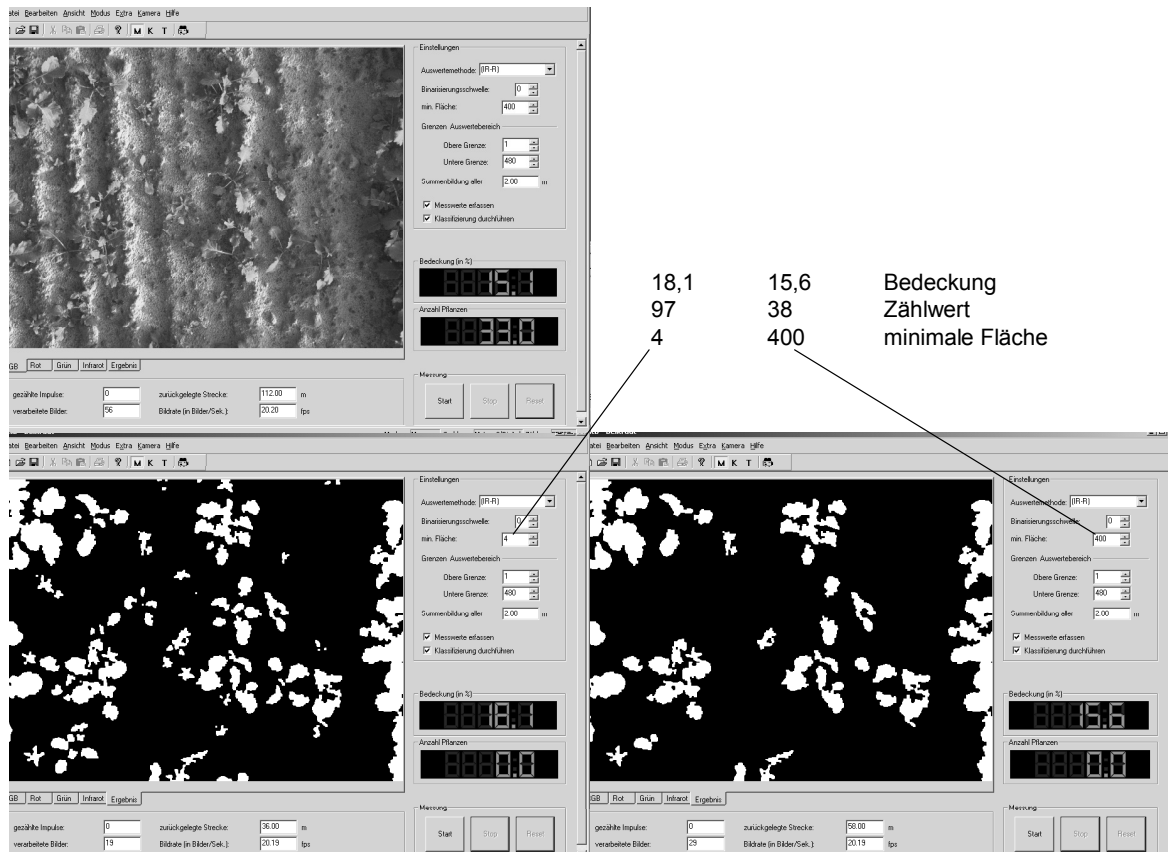 atei Bearbeiten Ansicht Modus Extra Kamera Hilfe
M K T
Einstellungen
Auswertemethode: (IR-R)
Binarisierungsschwelle: 0
min. Fläche: 400
Grenzen Auswertebereich
Obere Grenze: 1
Untere Grenze: 480
Summenbildung aller 2.00 m
Messwerte erfassen
Klassifizierung durchführen
Bedeckung (in %)
15.1
Anzahl Pflanzen
33.0
GB Rot Grün Infrarot Ergebnis
Messung
gezählte Impulse: 0 zurückgelegte Strecke: 112.00 m
Start Stop Reset
verarbeitete Bilder: 56 Bildrate (in Bilder/Sek.): 20.20 fps
18,1 15,6 Bedeckung
97 38 Zählwert
4 400 minimale Fläche
atei Bearbeiten Ansicht Modus Extra Kamera Hilfe
M K T
Einstellungen
Auswertemethode: (IR-R)
Binarisierungsschwelle: 0
min. Fläche: 4
Grenzen Auswertebereich
Obere Grenze: 1
Untere Grenze: 480
Summenbildung aller 2.00 m
Messwerte erfassen
Klassifizierung durchführen
Bedeckung (in %)
18.1
Anzahl Pflanzen
0.0
GB Rot Grün Infrarot Ergebnis
Messung
gezählte Impulse: 0 zurückgelegte Strecke: 36.00 m
Start Stop Reset
verarbeitete Bilder: 19 Bildrate (in Bilder/Sek.): 20.19 fps
atei Bearbeiten Ansicht Modus Extra Kamera Hilfe
M K T
Einstellungen
Auswertemethode: (IR-R)
Binarisierungsschwelle: 0
min. Fläche: 400
Grenzen Auswertebereich
Obere Grenze: 1
Untere Grenze: 480
Summenbildung aller 2.00 m
Messwerte erfassen
Klassifizierung durchführen
Bedeckung (in %)
15.6
Anzahl Pflanzen
0.0
GB Rot Grün Infrarot Ergebnis
Messung
gezählte Impulse: 0 zurückgelegte Strecke: 58.00 m
Start Stop Reset
verarbeitete Bilder: 29 Bildrate (in Bilder/Sek.): 20.19 fps